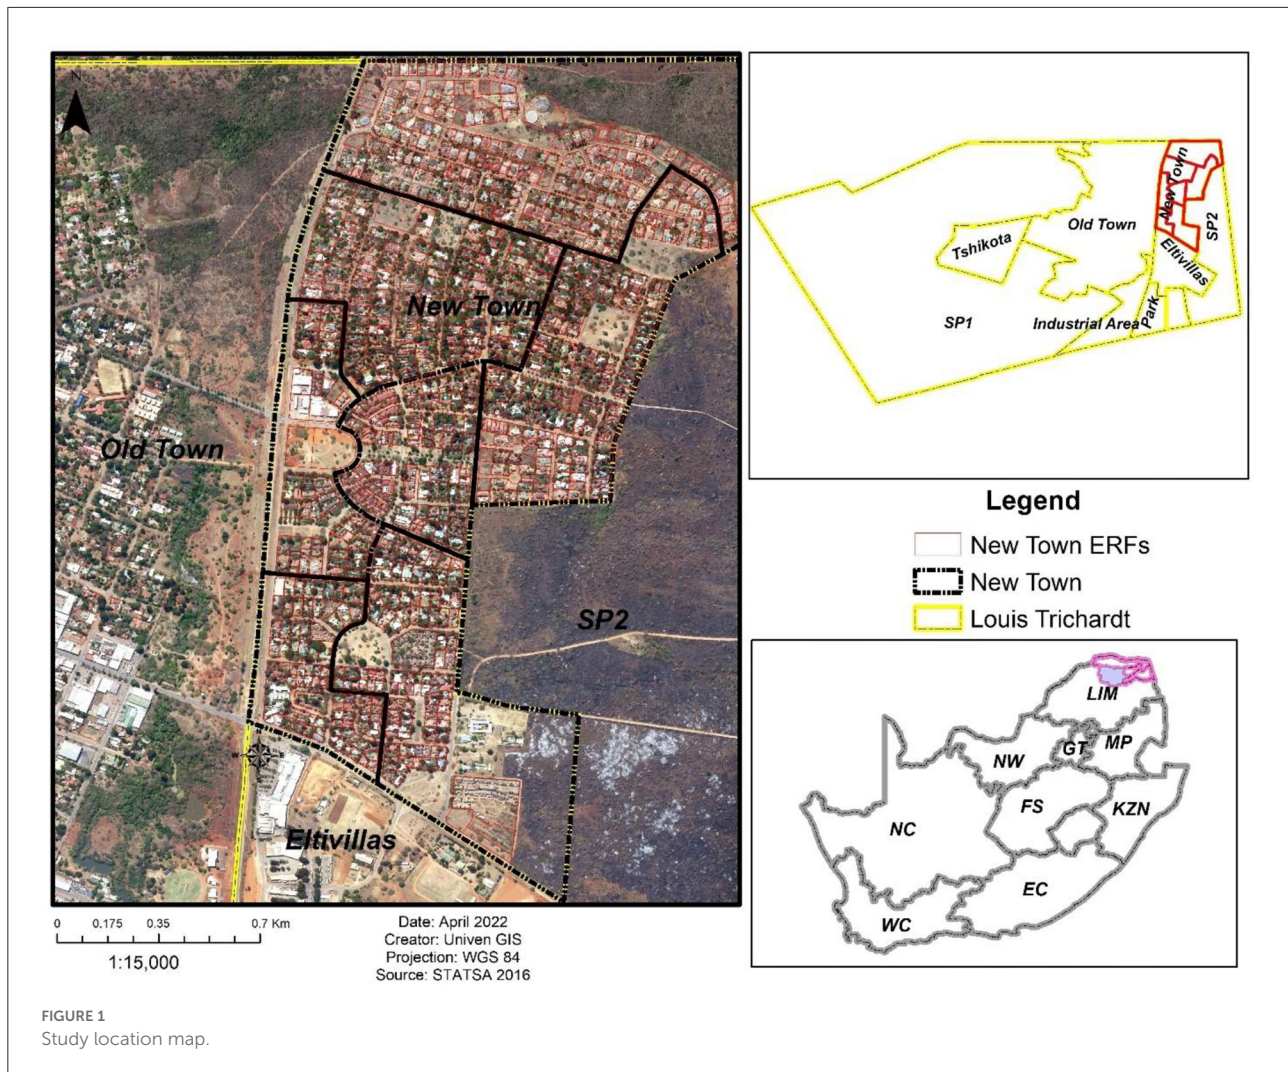 N
New Town
Old Town
SP2
Eltivillas
W
0 0.175 0.35 0.7 Km
1:15,000
Date: April 2022
Creator: Univen GIS
Projection: WGS 84
Source: STATSA 2016
New Town
Old Town
SP2
Tshikota
Eltivillas
Park
SP1
Industrial Area
Legend
New Town ERFs
New Town
Louis Trichardt
LIM
NW
GT
MP
FS
KZN
NC
EC
WC
FIGURE 1
Study location map.